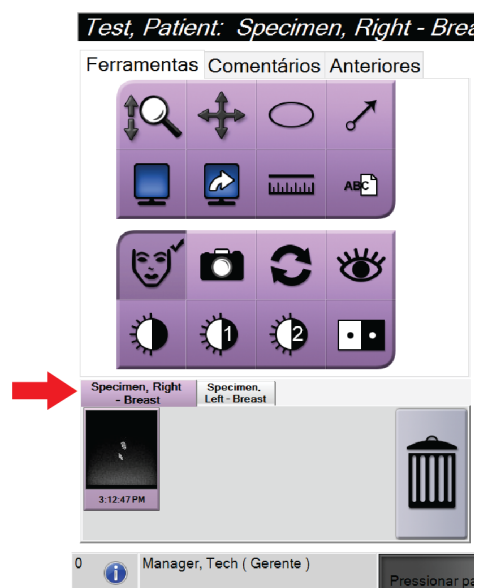 Test, Patient: Specimen, Right - Brea
Ferramentas Comentários Anteriores
ABC
1 2
Specimen, Right - Breast
Specimen, Left - Breast
3:12:47 PM
0 Manager, Tech ( Gerente )
Pressionar pa